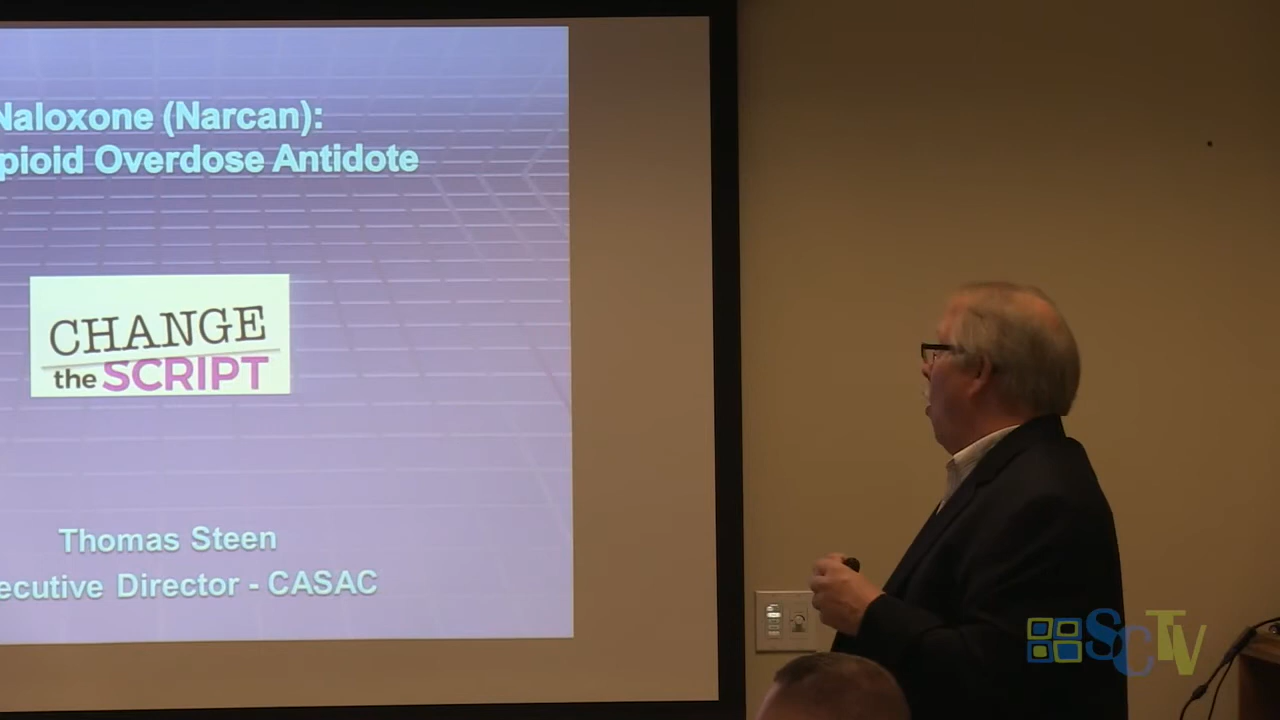 Naloxone (Narcan):
pioid Overdose Antidote
CHANGE
the SCRIPT
Thomas Steen
ecutive Director - CASAC
SCTV